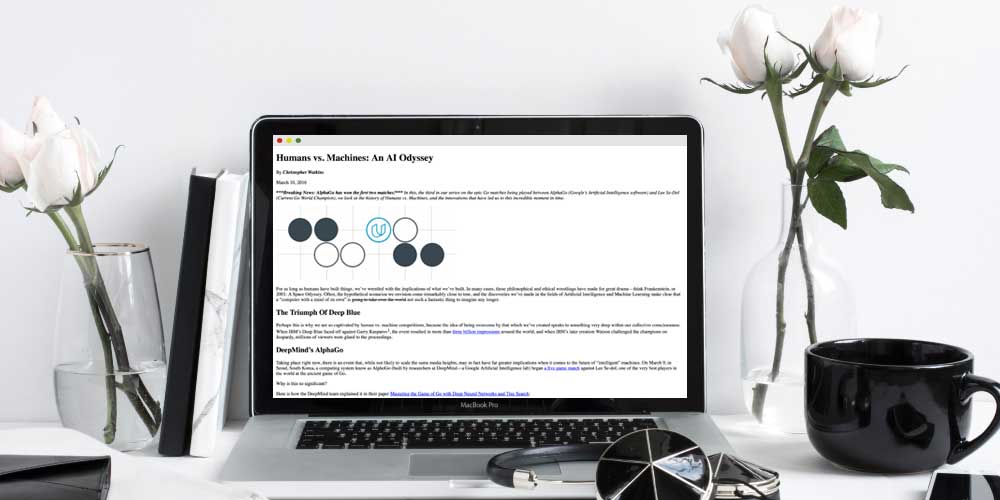 Humans vs. Machines: An AI Odyssey
By Christopher Watkins
March 10, 2016
***Breaking News: AlphaGo has won the first two matches!*** In this, the third in our series on the epic Go matches being played between AlphaGo (Google's Artificial Intelligence software) and Lee Se-Dol
(Current Go World Champion), we look at the history of Humans vs. Machines, and the innovations that have led us to this incredible moment in time.
For as long as humans have built things, we've wrestled with the implications of what we've built. In many cases, these philosophical and ethical wrestlings have made for great drama - think Frankenstein, or
2001: A Space Odyssey. Often, the hypothetical scenarios we envision come remarkably close to true, and the discoveries we've made in the fields of Artificial Intelligence and Machine Learning make clear that
a "computer with a mind of its own" is going to take over the world not such a fantastic thing to imagine any longer.
The Triumph Of Deep Blue
Perhaps this is why we are so captivated by human vs. machine competitions, because the idea of being overcome by that which we've created speaks to something very deep within our collective consciousness.
When IBM's Deep Blue faced off against Garry Kasparov¹, the event resulted in more than three billion impressions around the world, and when IBM's later creation Watson challenged the champions on
Jeopardy, millions of viewers were glued to the proceedings.
DeepMind's AlphaGo
Taking place right now, there is an event that, while not likely to scale the same media heights, may in fact have far greater implications when it comes to the future of "intelligent" machines. On March 9, in
Seoul, South Korea, a computing system know as AlphaGo (built by researchers at DeepMind—a Google Artificial Intelligence lab) began a five game match against Lee Se-dol, one of the very best players in
the world at the ancient game of Go.
Why is this so significant?
Here is how the DeepMind team explained it in their paper Mastering the Game of Go with Deep Neural Networks and Tree Search:
MacBook Pro